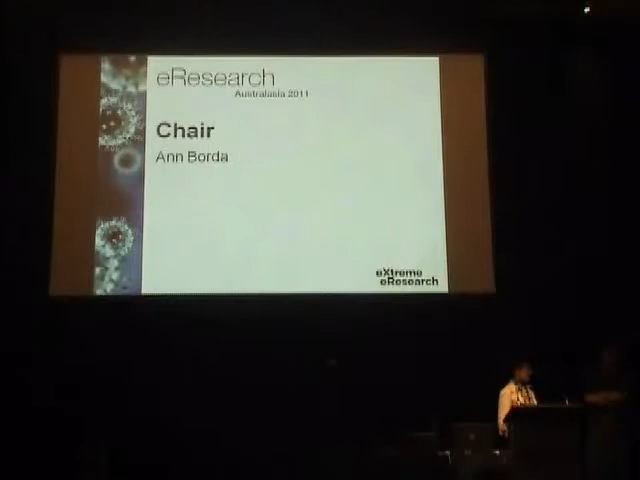 eResearch
Australasia 2011
Chair
Ann Borda
eXtreme
eResearch